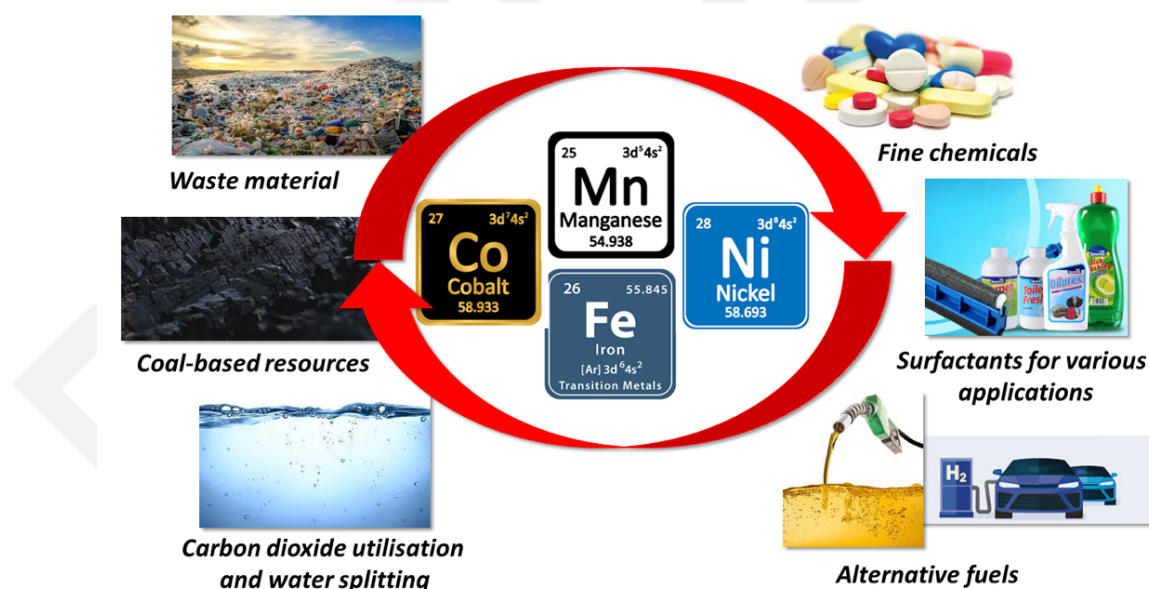 Waste material
Coal-based resources
Carbon dioxide utilisation
and water splitting
27 3d⁷4s²
Co
Cobalt
58.933
25 3d⁵4s²
Mn
Manganese
54.938
26 55.845
Fe
Iron
[Ar] 3d⁶4s²
Transition Metals
28 3d⁸4s²
Ni
Nickel
58.693
Fine chemicals
Odarex
Surfactants for various
applications
H₂
Alternative fuels